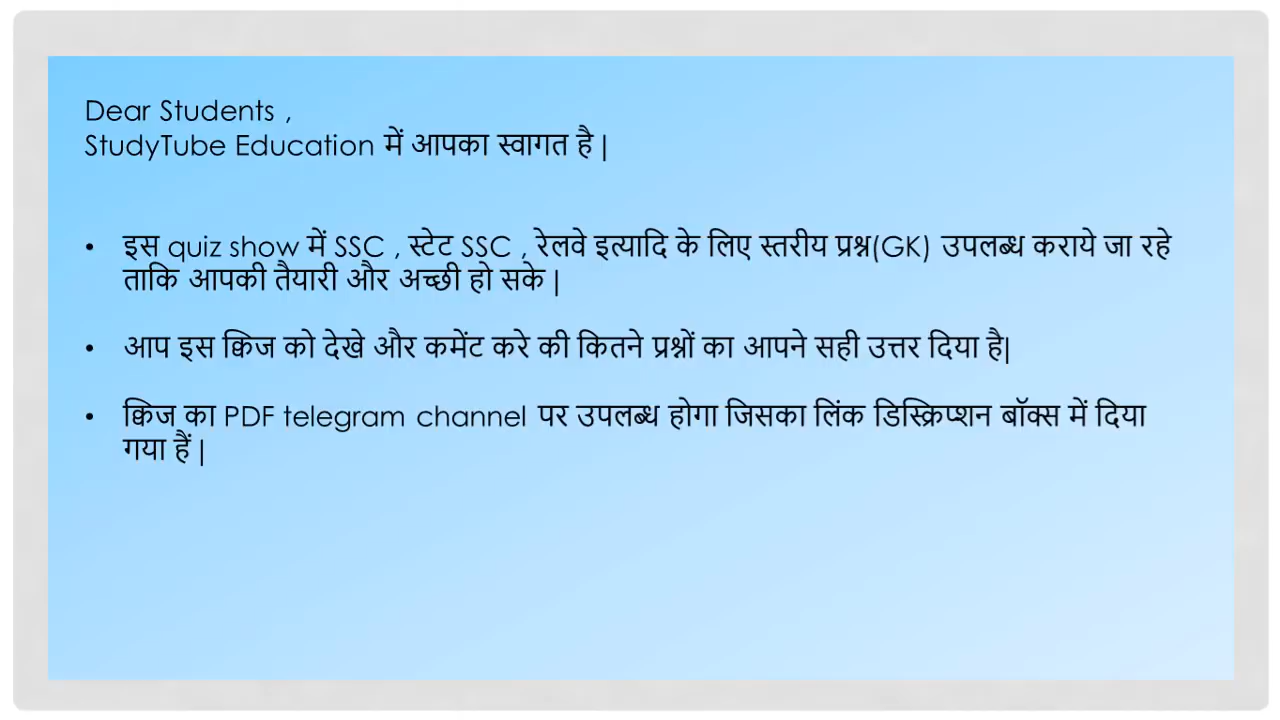 Dear Students ,
StudyTube Education में आपका स्वागत है |
• इस quiz show में SSC , स्टेट SSC , रेलवे इत्यादि के लिए स्तरीय प्रश्न(GK) उपलब्ध कराये जा रहे
ताकि आपकी तैयारी और अच्छी हो सके |
• आप इस क्विज को देखे और कमेंट करे की कितने प्रश्नों का आपने सही उत्तर दिया है|
• क्विज का PDF telegram channel पर उपलब्ध होगा जिसका लिंक डिस्क्रिप्शन बॉक्स में दिया
गया हैं |